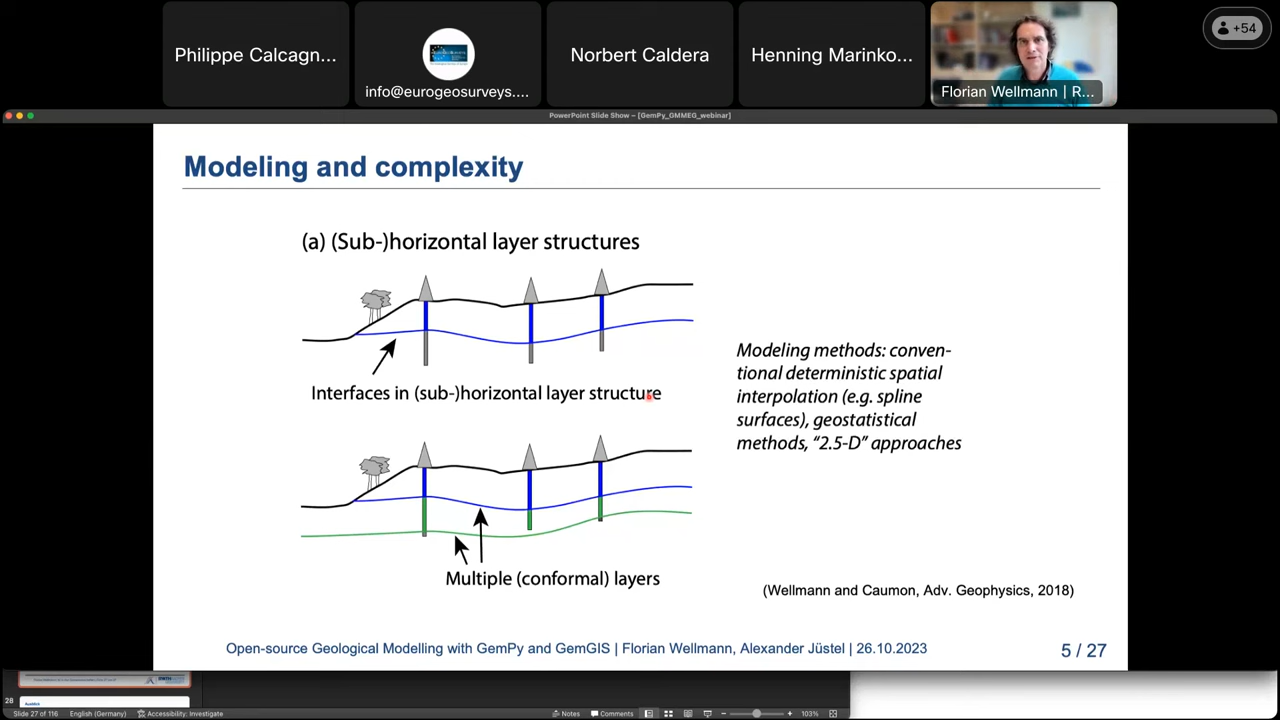 Philippe Calcagn...
info@eurogeosurveys....
Norbert Caldera
Henning Marinko...
Florian Wellmann | R...
+54
PowerPoint Slide Show – [GemPy_GMMEG_webinar]
Modeling and complexity
(a) (Sub-)horizontal layer structures
Interfaces in (sub-)horizontal layer structure
Modeling methods: conven-
tional deterministic spatial
interpolation (e.g. spline
surfaces), geostatistical
methods, “2.5-D” approaches
Multiple (conformal) layers
(Wellmann and Caumon, Adv. Geophysics, 2018)
Open-source Geological Modelling with GemPy and GemGIS | Florian Wellmann, Alexander Jüstel | 26.10.2023
5 / 27
28
Slide 27 of 116
English (Germany)
Accessibility: Investigate
Notes
Comments
103%